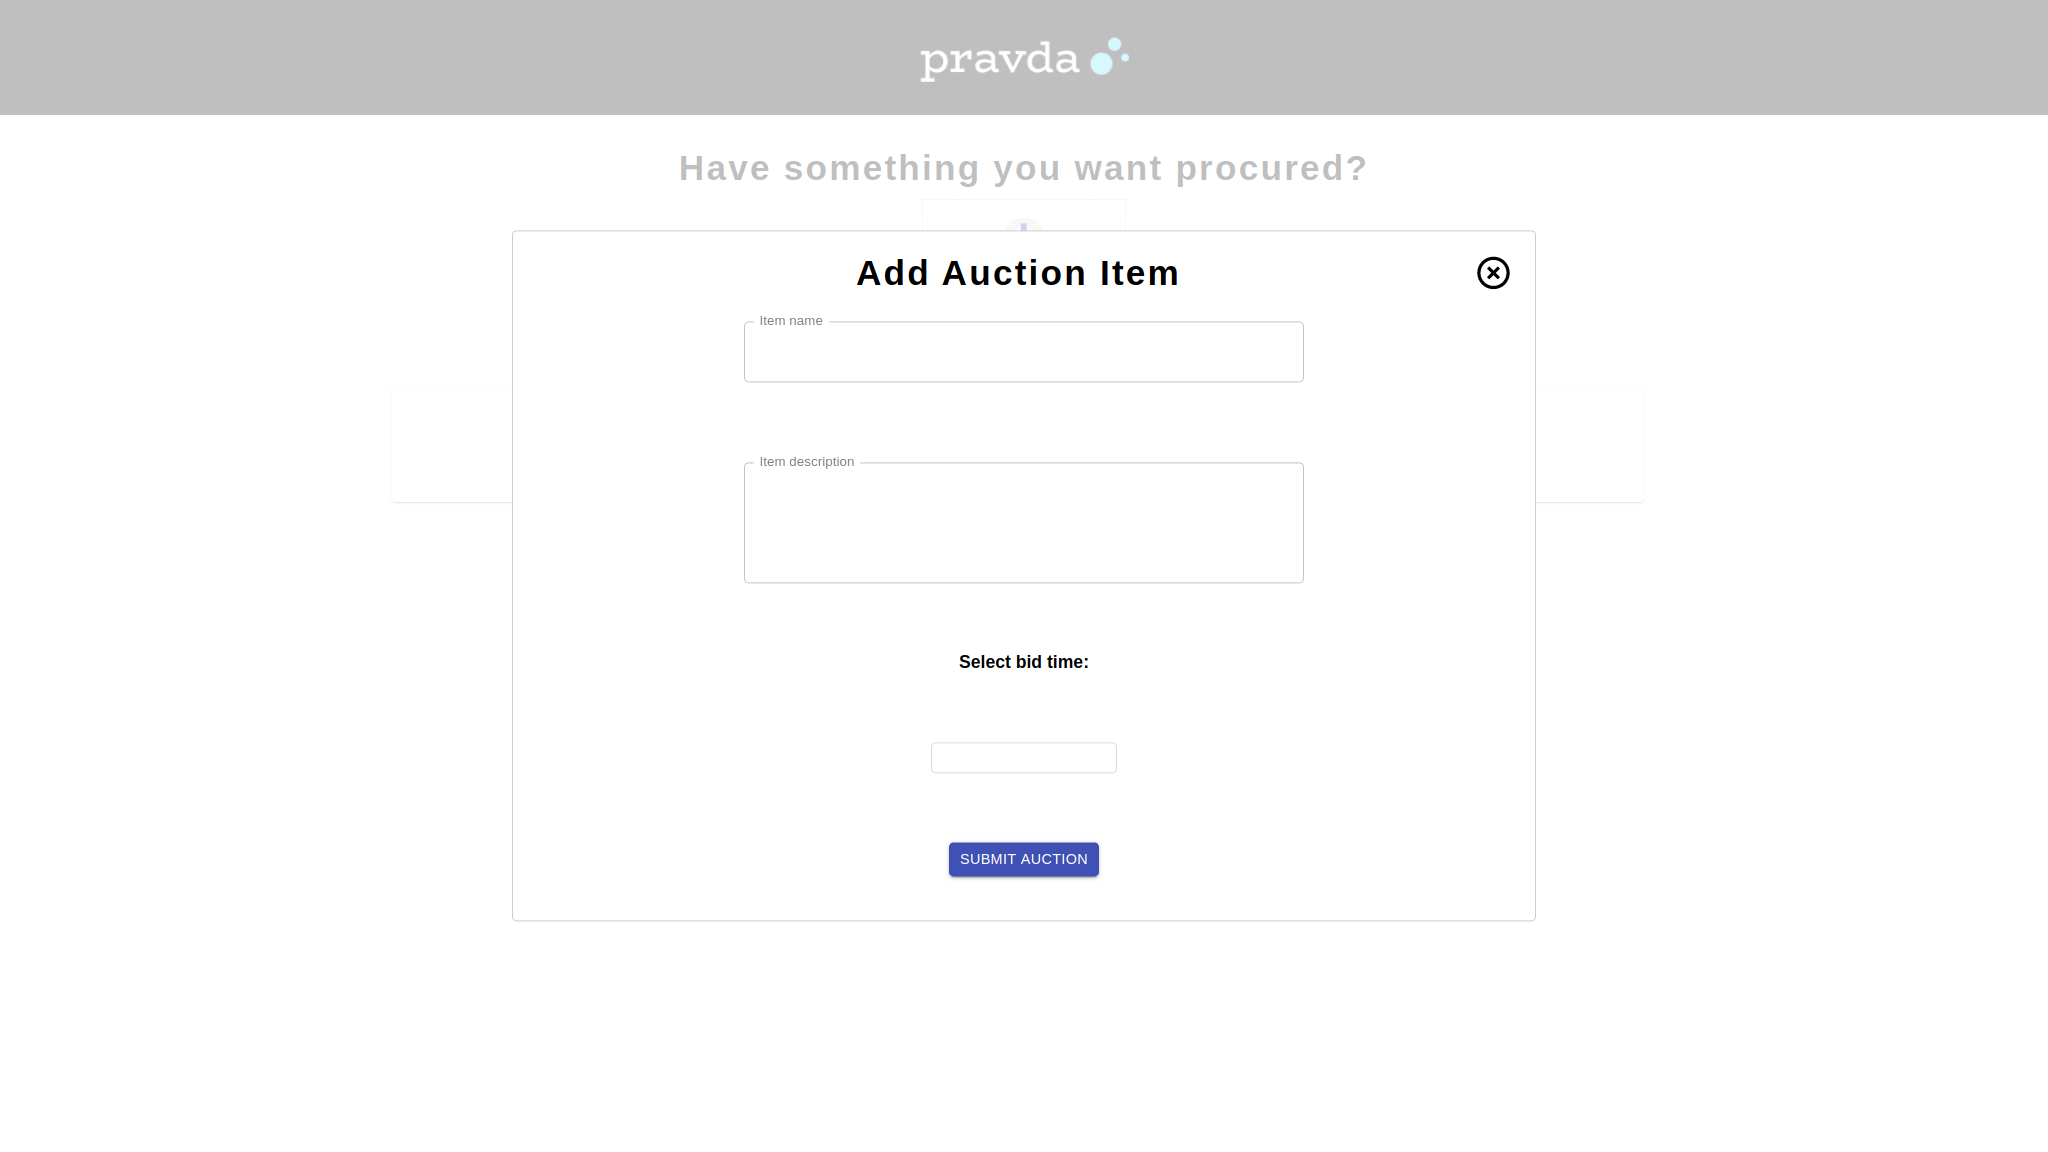 pravda
Have something you want procured?
Add Auction Item
Item name
Item description
Select bid time:
SUBMIT AUCTION